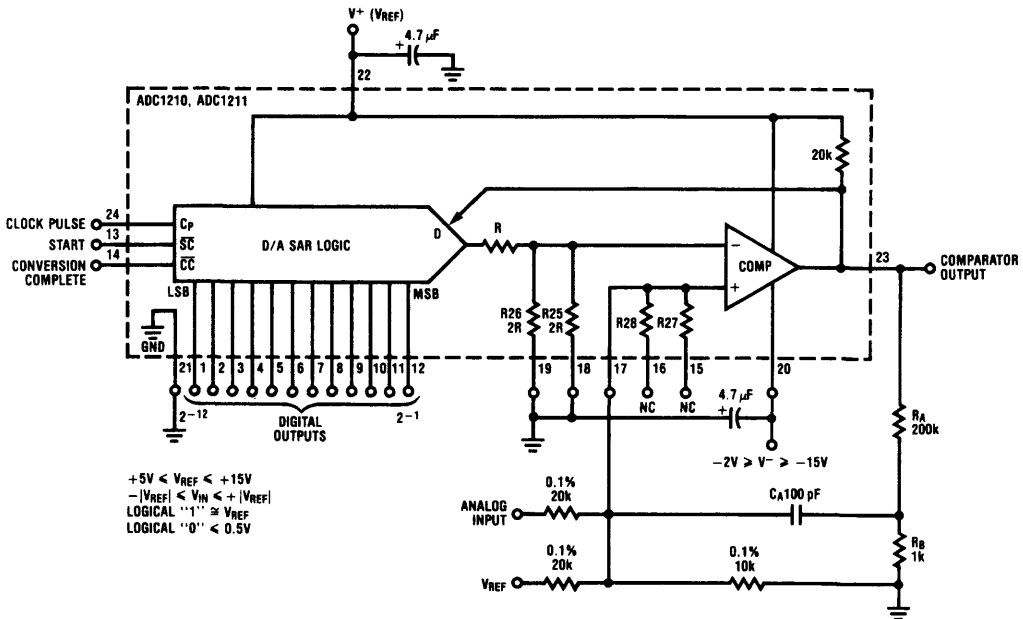 V+ (VREF)
4.7 µF
+
22
ADC1210, ADC1211
20k
CLOCK PULSE
24
CP
START
13
SC
CONVERSION COMPLETE
14
CC
D/A SAR LOGIC
D
R
−
+
COMP
23
COMPARATOR OUTPUT
LSB
MSB
R26
2R
R25
2R
R28
R27
GND
21 1 2 3 4 5 6 7 8 9 10 11 12
19 18 17 16 15 20
2−12
2−1
DIGITAL OUTPUTS
NC NC
4.7 µF
+
−2V ⩾ V− ⩾ −15V
RA
200k
+5V ⩽ VREF ⩽ +15V
−|VREF| ⩽ VIN ⩽ +|VREF|
LOGICAL "1" ≅ VREF
LOGICAL "0" ⩽ 0.5V
ANALOG INPUT
0.1%
20k
CA 100 pF
RB
1k
VREF
0.1%
20k
0.1%
10k